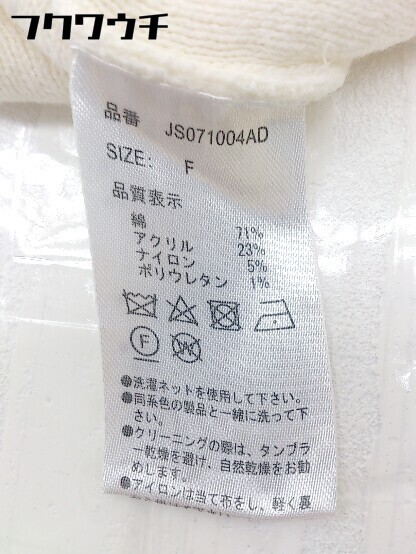 フクワウチ
品番 JS071004AD
SIZE: F
品質表示
綿 71%
アクリル 23%
ナイロン 5%
ポリウレタン 1%
F
W
●洗濯ネットを使用して下さい。
●同系色の製品と一緒に洗って下
さい。
●クリーニングの際は、タンブラ
ー乾燥を避け、自然乾燥をお勧
めします。
●アイロンは当て布をし、軽く裏